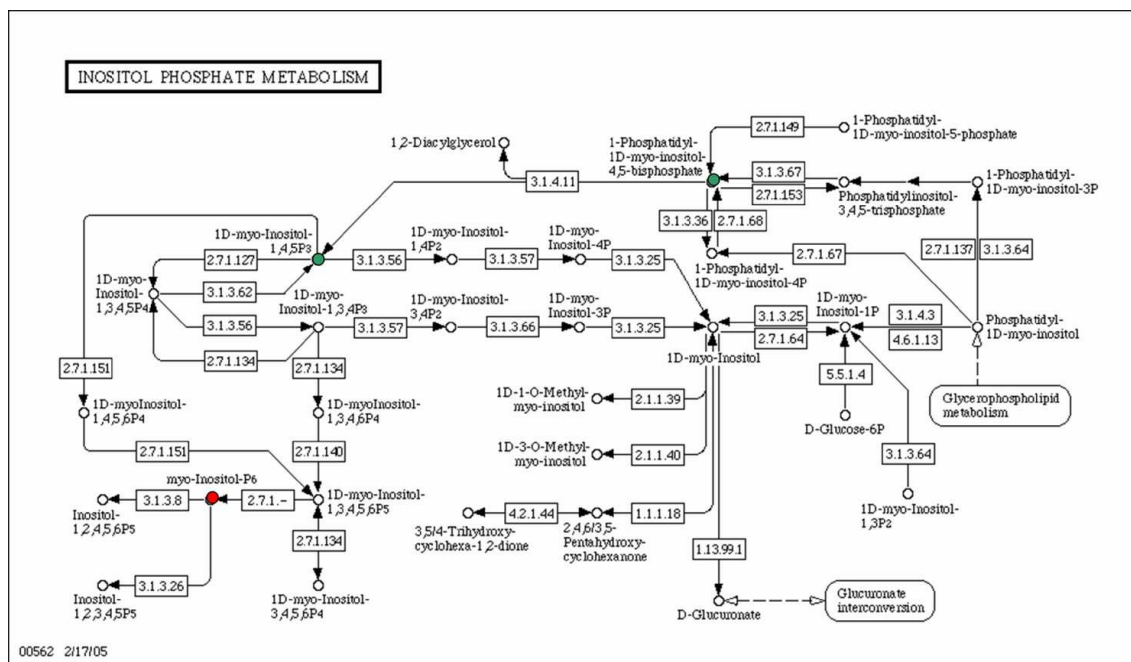 INOSITOL PHOSPHATE METABOLISM
1,2-Diacylglycerol
1-Phosphatidyl-
1D-myo-inositol-
4,5-bisphosphate
2.7.1.149
1-Phosphatidyl-
1D-myo-inositol-5-phosphate
3.1.4.11
3.1.3.67
2.7.1.153
Phosphatidylinositol-
3,4,5-trisphosphate
1-Phosphatidyl-
1D-myo-inositol-3P
3.1.3.36
2.7.1.68
1D-myo-Inositol-
1,4,5P3
1D-myo-Inositol-
1,4P2
1D-myo-
Inositol-4P
1-Phosphatidyl-
1D-myo-inositol-4P
2.7.1.67
2.7.1.137
3.1.3.64
2.7.1.127
3.1.3.56
3.1.3.57
3.1.3.25
1D-myo-
Inositol-
1,3,4,5P4
3.1.3.62
1D-myo-
Inositol-1,3,4P3
1D-myo-Inositol-
3,4P2
1D-myo-
Inositol-3P
1D-myo-
Inositol-1P
3.1.3.56
3.1.3.57
3.1.3.66
3.1.3.25
3.1.3.25
2.7.1.64
3.1.4.3
4.6.1.13
Phosphatidyl-
1D-myo-inositol
1D-myo-Inositol
2.7.1.134
2.7.1.151
2.7.1.134
5.5.1.4
1D-1-O-Methyl-
myo-inositol
2.1.1.39
Glycerophospholipid
metabolism
1D-myoInositol-
1,4,5,6P4
1D-myoInositol-
1,3,4,6P4
D-Glucose-6P
2.7.1.151
2.7.1.140
1D-3-O-Methyl-
myo-inositol
2.1.1.40
3.1.3.64
myo-Inositol-P6
3.1.3.8
2.7.1.-
1D-myo-Inositol-
1,3,4,5,6P5
Inositol-
1,2,4,5,6P5
4.2.1.44
1.1.1.18
3,5/4-Trihydroxy-
cyclohexa-1,2-dione
2,4,6/3,5-
Pentahydroxy-
cyclohexanone
1D-myo-Inositol-
1,3P2
2.7.1.134
1.13.99.1
3.1.3.26
Inositol-
1,2,3,4,5P5
1D-myo-Inositol-
3,4,5,6P4
D-Glucuronate
Glucuronate
interconversion
00562 2/17/05